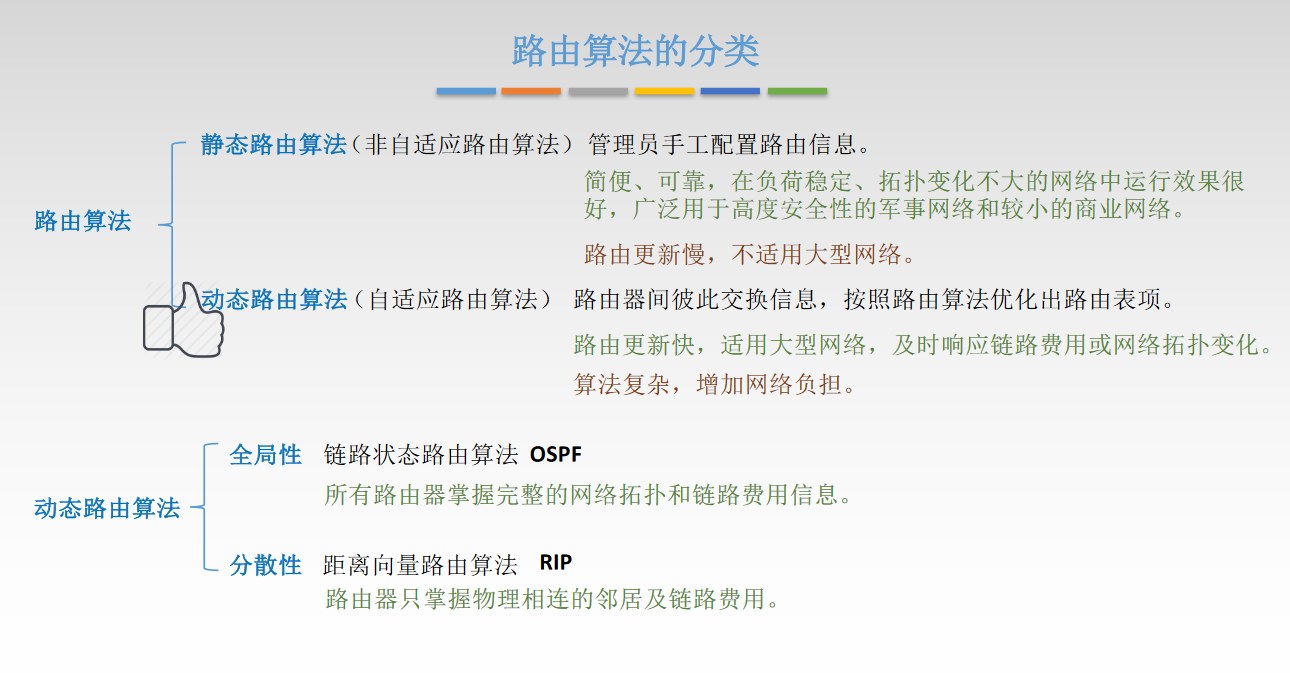 路由算法的分类
静态路由算法（非自适应路由算法）管理员手工配置路由信息。
简便、可靠，在负荷稳定、拓扑变化不大的网络中运行效果很
好，广泛用于高度安全性的军事网络和较小的商业网络。
路由算法
路由更新慢，不适用大型网络。
动态路由算法（自适应路由算法） 路由器间彼此交换信息，按照路由算法优化出路由表项。
路由更新快，适用大型网络，及时响应链路费用或网络拓扑变化。
算法复杂，增加网络负担。
全局性 链路状态路由算法 OSPF
所有路由器掌握完整的网络拓扑和链路费用信息。
动态路由算法
分散性 距离向量路由算法 RIP
路由器只掌握物理相连的邻居及链路费用。